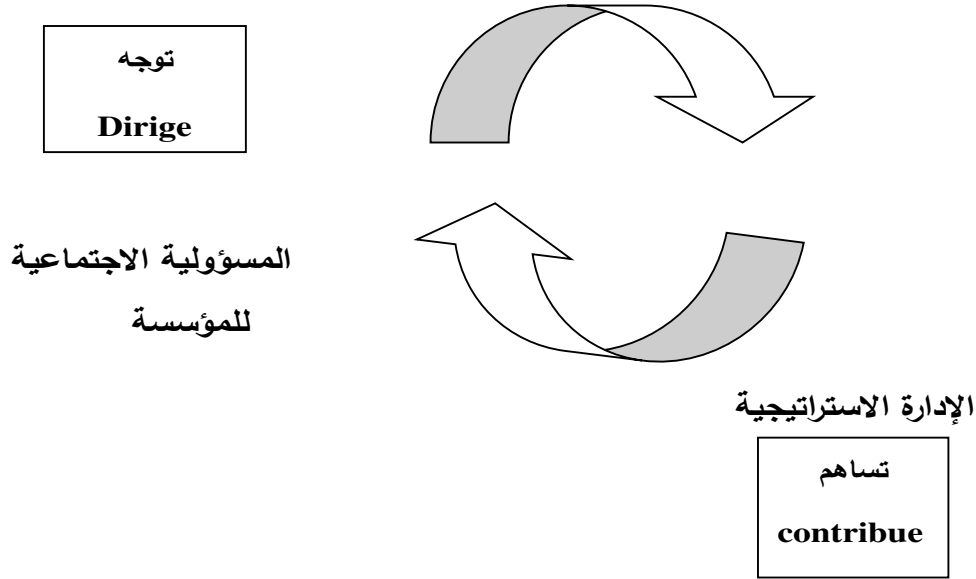 توجه
Dirige
المسؤولية الاجتماعية
للمؤسسة
الإدارة الاستراتيجية
تساهم
contribue